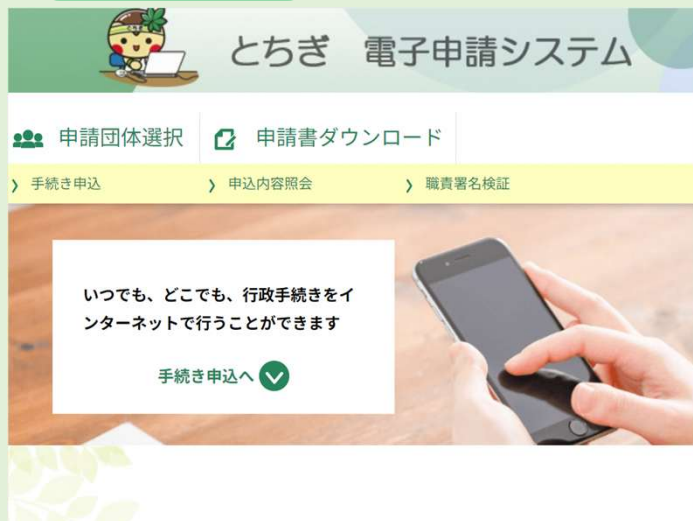 とちぎ 電子申請システム
申請団体選択 申請書ダウンロード
手続き申込 申込内容照会 職責署名検証
いつでも、どこでも、行政手続きをイ
ンターネットで行うことができます
手続き申込へ